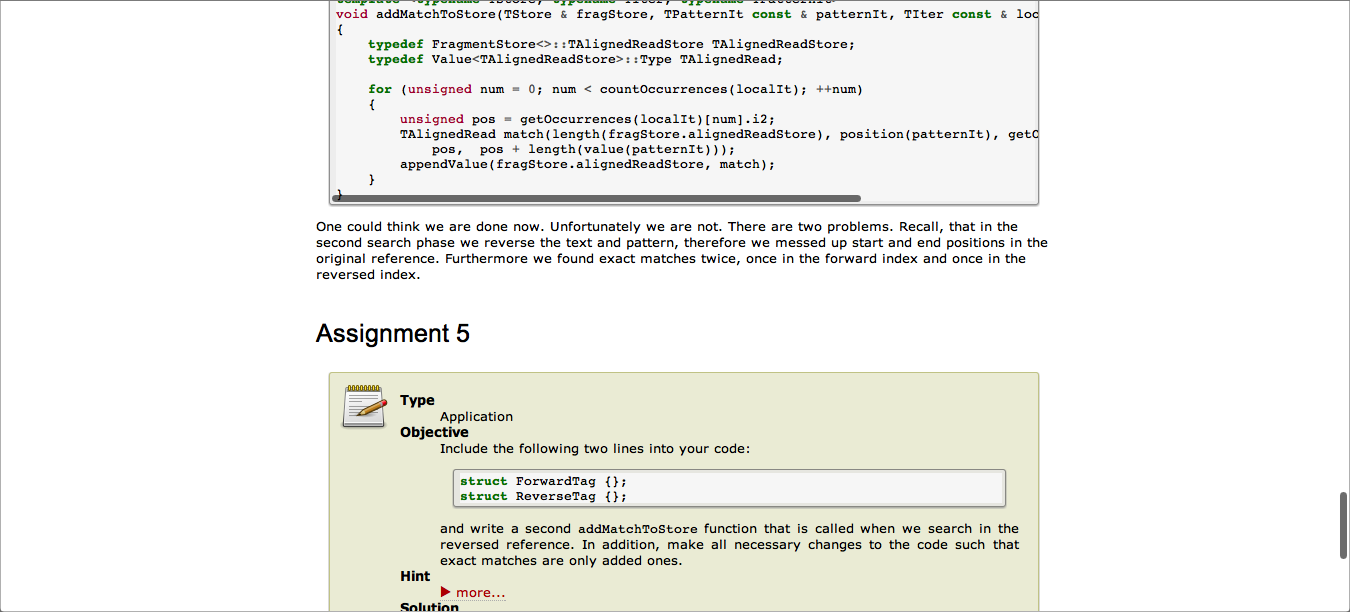 void addMatchToStore(TStore & fragStore, TPatternIt const & patternIt, TIter const & loc
{
typedef FragmentStore<>::TAlignedReadStore TAlignedReadStore;
typedef Value<TAlignedReadStore>::Type TAlignedRead;
for (unsigned num = 0; num < countOccurrences(localIt); ++num)
{
unsigned pos = getOccurrences(localIt)[num].i2;
TAlignedRead match(length(fragStore.alignedReadStore), position(patternIt), getO
pos,  pos + length(value(patternIt)));
appendValue(fragStore.alignedReadStore, match);
}
}
One could think we are done now. Unfortunately we are not. There are two problems. Recall, that in the
second search phase we reverse the text and pattern, therefore we messed up start and end positions in the
original reference. Furthermore we found exact matches twice, once in the forward index and once in the
reversed index.
Assignment 5
Type
Application
Objective
Include the following two lines into your code:
struct ForwardTag {};
struct ReverseTag {};
and write a second addMatchToStore function that is called when we search in the
reversed reference. In addition, make all necessary changes to the code such that
exact matches are only added ones.
Hint
more...
Solution